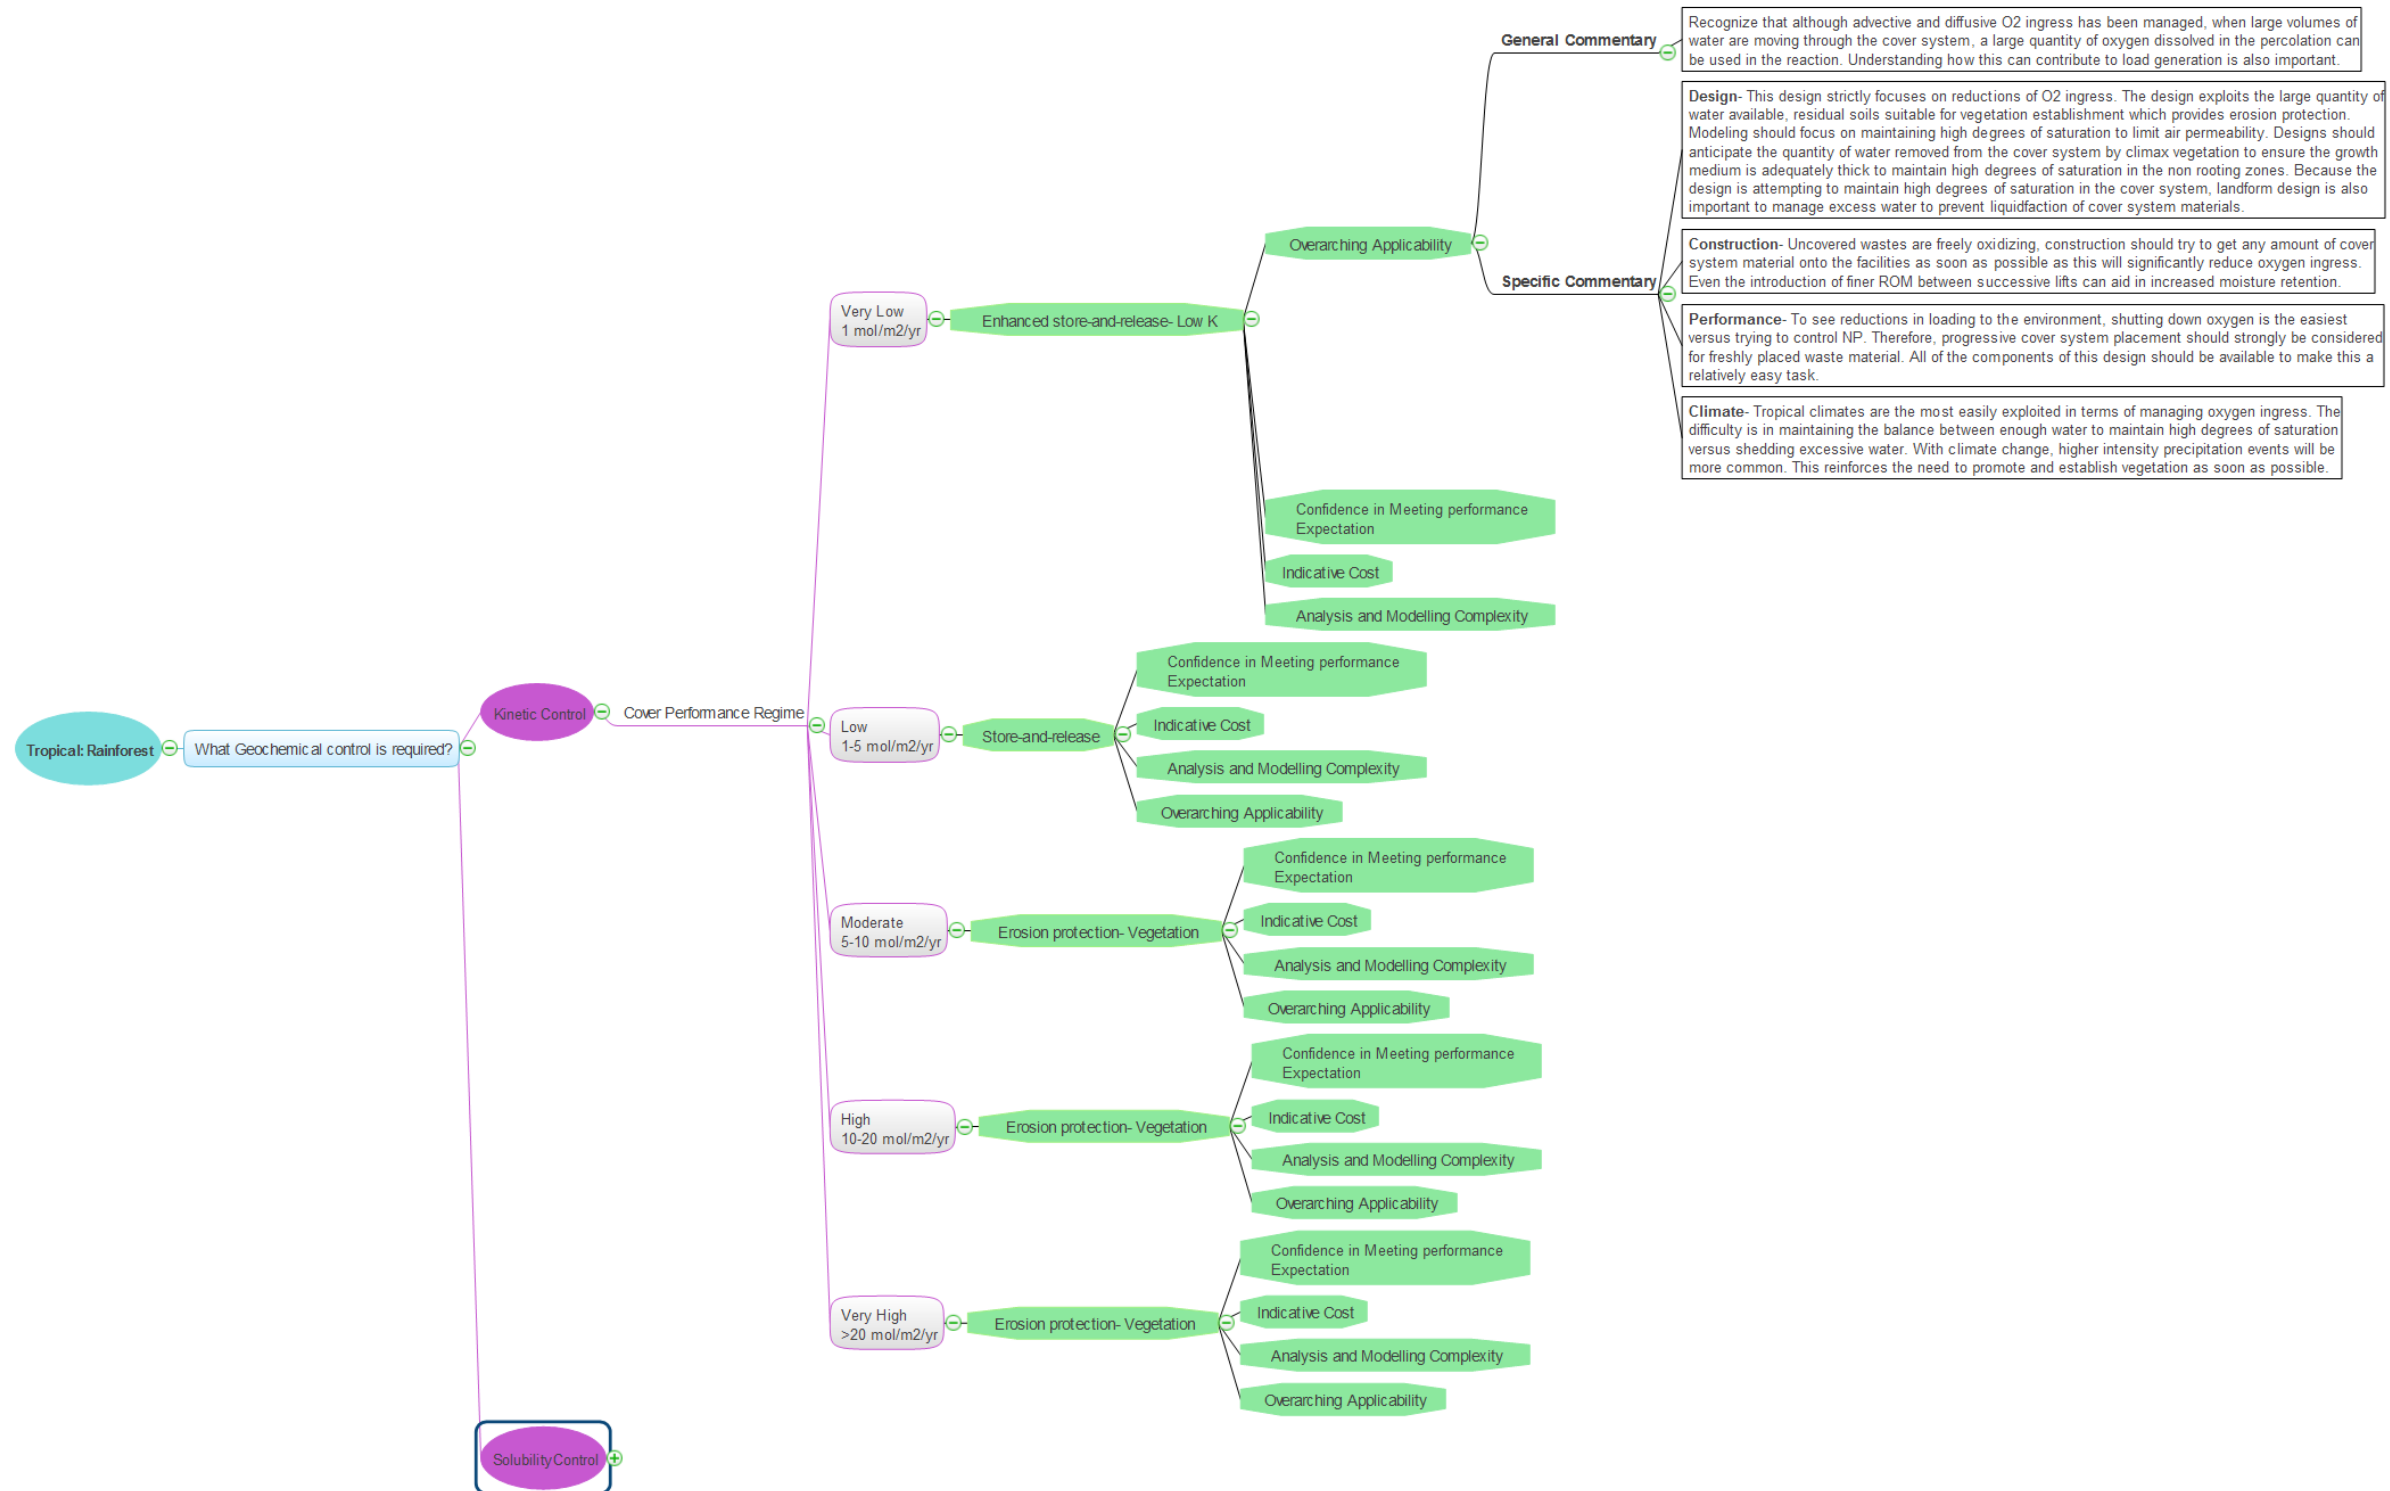 General Commentary
Recognize that although advective and diffusive O2 ingress has been managed, when large volumes of
water are moving through the cover system, a large quantity of oxygen dissolved in the percolation can
be used in the reaction. Understanding how this can contribute to load generation is also important.
Design- This design strictly focuses on reductions of O2 ingress. The design exploits the large quantity of
water available, residual soils suitable for vegetation establishment which provides erosion protection.
Modeling should focus on maintaining high degrees of saturation to limit air permeability. Designs should
anticipate the quantity of water removed from the cover system by climax vegetation to ensure the growth
medium is adequately thick to maintain high degrees of saturation in the non rooting zones. Because the
design is attempting to maintain high degrees of saturation in the cover system, landform design is also
important to manage excess water to prevent liquidfaction of cover system materials.
Overarching Applicability
Specific Commentary
Construction- Uncovered wastes are freely oxidizing, construction should try to get any amount of cover
system material onto the facilities as soon as possible as this will significantly reduce oxygen ingress.
Even the introduction of finer ROM between successive lifts can aid in increased moisture retention.
Very Low
1 mol/m2/yr
Enhanced store-and-release- Low K
Performance- To see reductions in loading to the environment, shutting down oxygen is the easiest
versus trying to control NP. Therefore, progressive cover system placement should strongly be considered
for freshly placed waste material. All of the components of this design should be available to make this a
relatively easy task.
Climate- Tropical climates are the most easily exploited in terms of managing oxygen ingress. The
difficulty is in maintaining the balance between enough water to maintain high degrees of saturation
versus shedding excessive water. With climate change, higher intensity precipitation events will be
more common. This reinforces the need to promote and establish vegetation as soon as possible.
Confidence in Meeting performance
Expectation
Indicative Cost
Analysis and Modelling Complexity
Tropical: Rainforest
What Geochemical control is required?
Kinetic Control
Cover Performance Regime
Low
1-5 mol/m2/yr
Store-and-release
Confidence in Meeting performance
Expectation
Indicative Cost
Analysis and Modelling Complexity
Overarching Applicability
Moderate
5-10 mol/m2/yr
Erosion protection- Vegetation
Confidence in Meeting performance
Expectation
Indicative Cost
Analysis and Modelling Complexity
Overarching Applicability
High
10-20 mol/m2/yr
Erosion protection- Vegetation
Confidence in Meeting performance
Expectation
Indicative Cost
Analysis and Modelling Complexity
Overarching Applicability
Very High
>20 mol/m2/yr
Erosion protection- Vegetation
Confidence in Meeting performance
Expectation
Indicative Cost
Analysis and Modelling Complexity
Overarching Applicability
Solubility Control